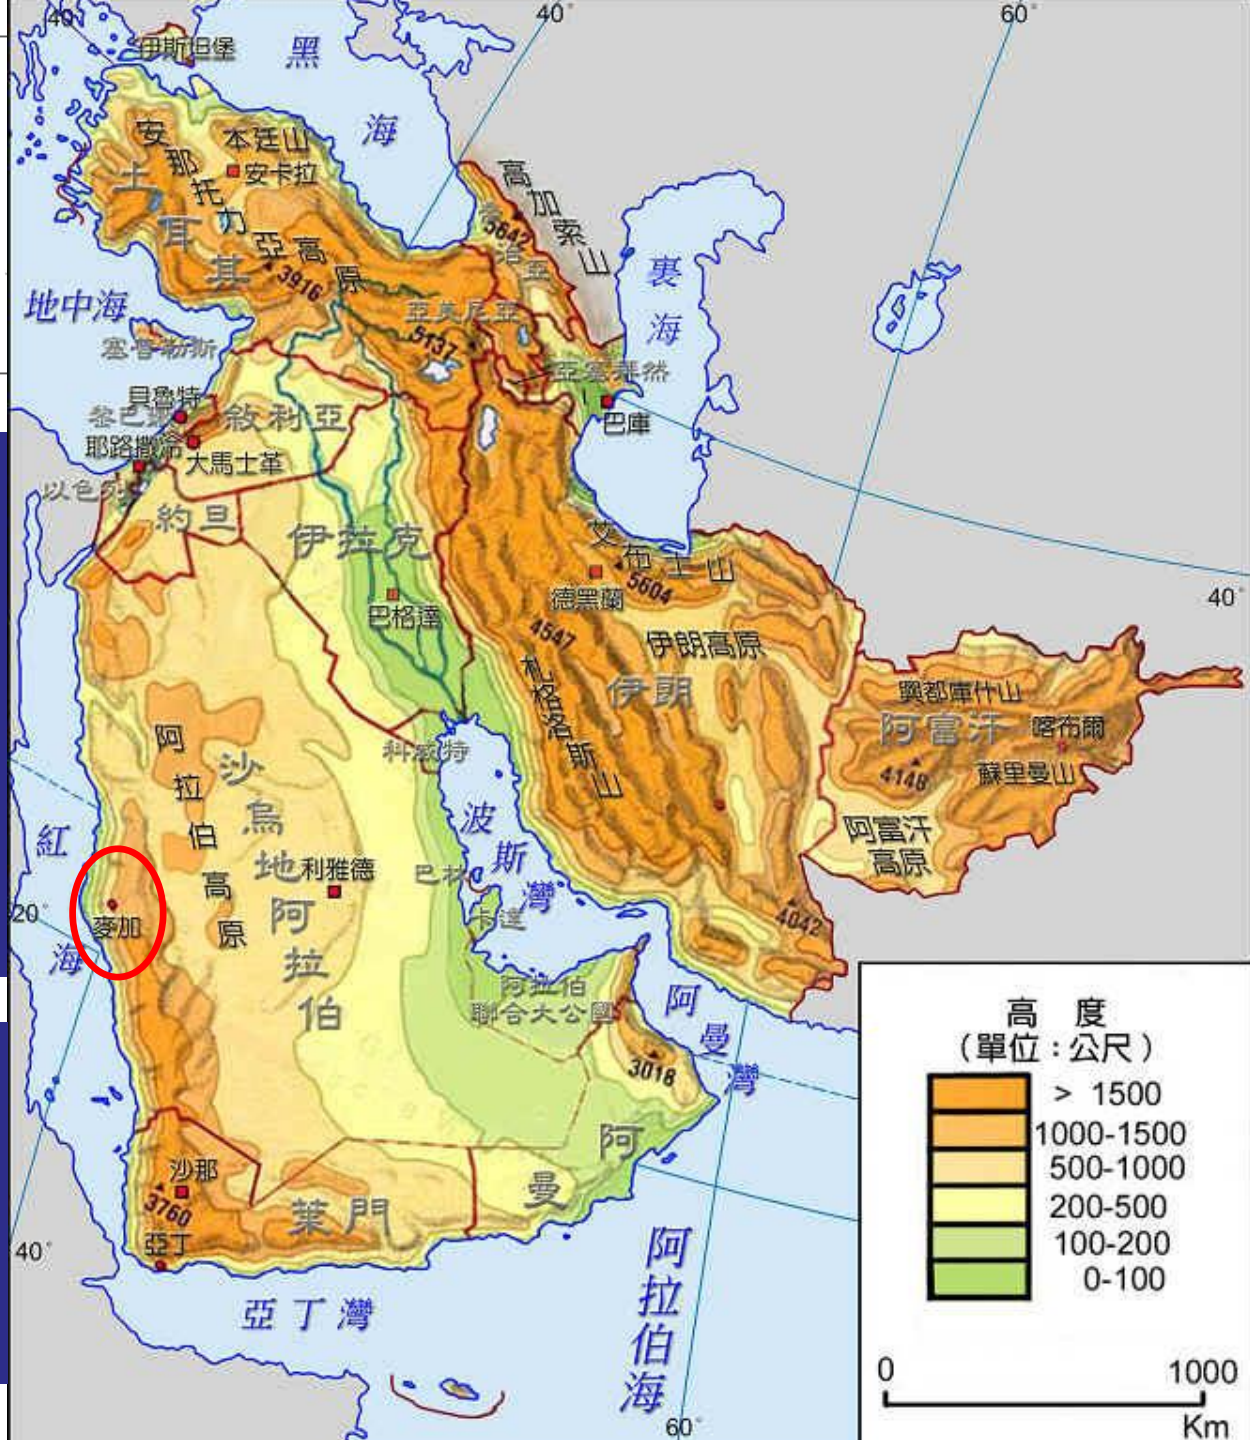 40°
40°
60°
伊斯坦堡
黑
海
安那托力亞高原
本廷山
安卡拉
土耳其
3916
高加索山
5642
治亞
裏海
地中海
塞普勒斯
亞美尼亞
5137
亞塞拜然
巴庫
貝魯特
黎巴嫩
敘利亞
耶路撒冷
大馬士革
以色列
約旦
伊拉克
巴格達
艾布士山
5604
德黑蘭
4547
伊朗高原
札格洛斯山
伊朗
40°
興都庫什山
阿富汗
喀布爾
4148
蘇里曼山
阿富汗
高原
科威特
阿拉伯高原
沙烏地阿拉伯
波斯灣
紅海
利雅德
巴林
卡達
20°
麥加
4042
阿拉伯
聯合大公國
阿曼灣
3018
阿曼
沙那
3760
亞丁
葉門
40°
亞丁灣
阿拉伯海
60°
高 度
(單位:公尺)
> 1500
1000-1500
500-1000
200-500
100-200
0-100
0 1000
Km